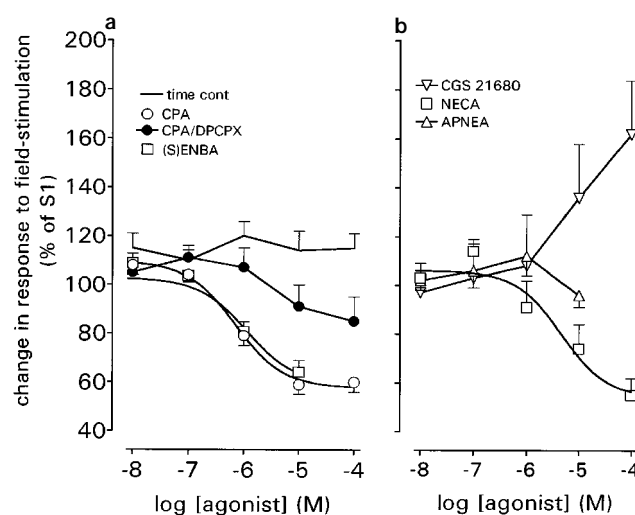 a
b
change in response to field-stimulation
(% of S1)
200
180
160
140
120
100
80
60
40
time cont
CPA
CPA/DPCPX
(S)ENBA
CGS 21680
NECA
APNEA
-8 -7 -6 -5 -4
-8 -7 -6 -5 -4
log [agonist] (M)
log [agonist] (M)